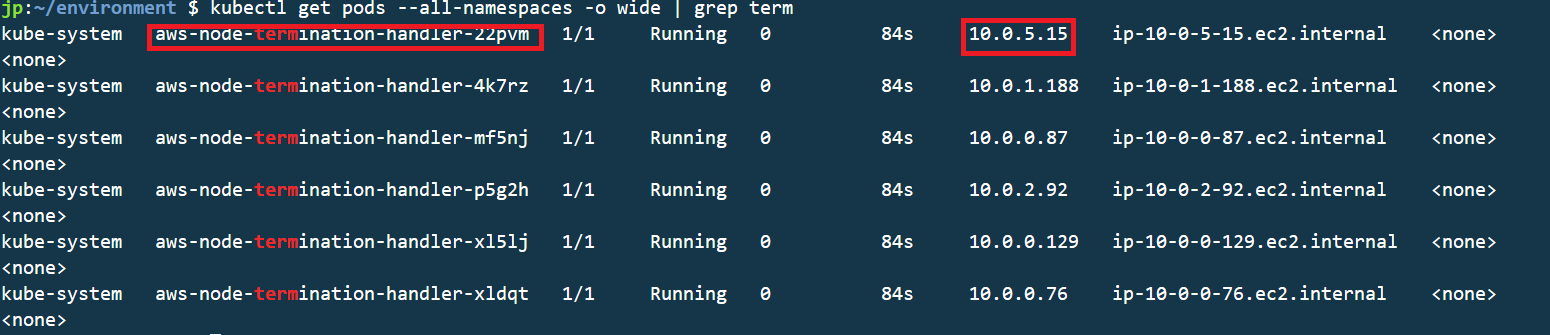 jp:~/environment $ kubectl get pods --all-namespaces -o wide | grep term
kube-system   aws-node-termination-handler-22pvm   1/1     Running   0          84s     10.0.5.15    ip-10-0-5-15.ec2.internal    <none>
<none>
kube-system   aws-node-termination-handler-4k7rz   1/1     Running   0          84s     10.0.1.188   ip-10-0-1-188.ec2.internal   <none>
<none>
kube-system   aws-node-termination-handler-mf5nj   1/1     Running   0          84s     10.0.0.87    ip-10-0-0-87.ec2.internal    <none>
<none>
kube-system   aws-node-termination-handler-p5g2h   1/1     Running   0          84s     10.0.2.92    ip-10-0-2-92.ec2.internal    <none>
<none>
kube-system   aws-node-termination-handler-xl5lj   1/1     Running   0          84s     10.0.0.129   ip-10-0-0-129.ec2.internal   <none>
<none>
kube-system   aws-node-termination-handler-xldqt   1/1     Running   0          84s     10.0.0.76    ip-10-0-0-76.ec2.internal    <none>
<none>